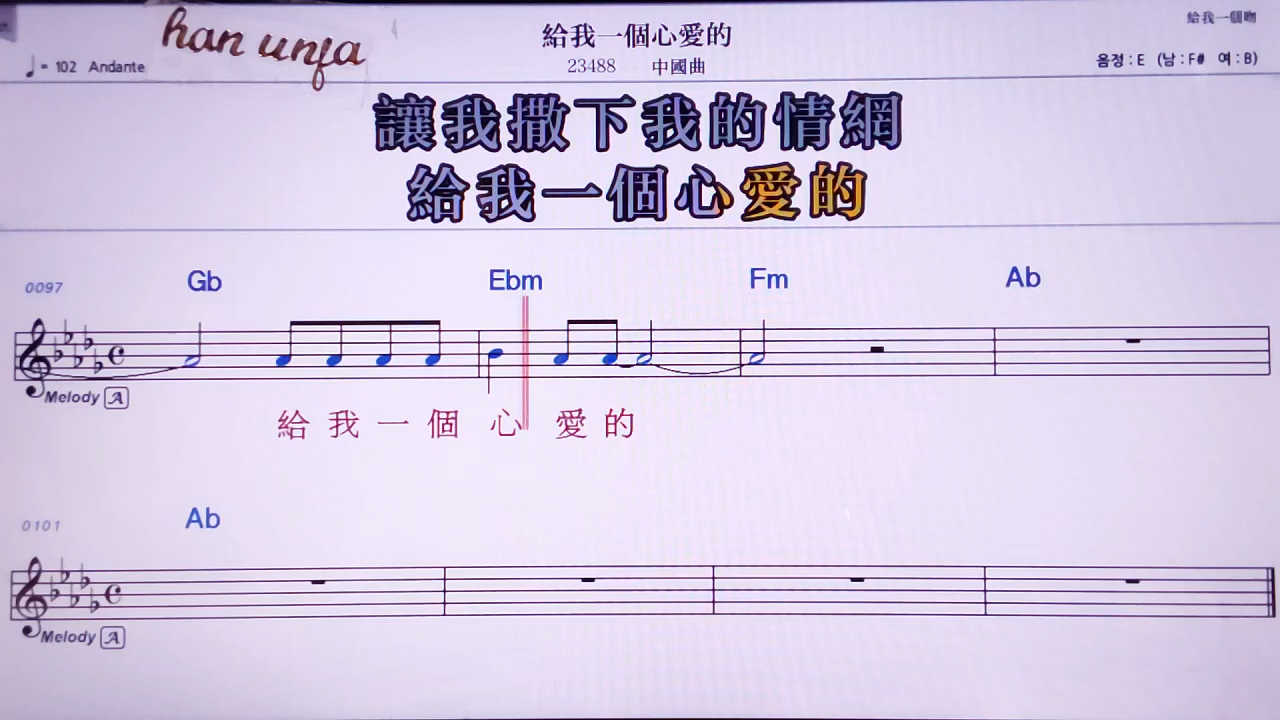 han unja
給我一個心愛的
給我一個吻
♩= 102 Andante
23488 中國曲
음정 : E (남 : F# 여 : B)
讓我撒下我的情網
給我一個心愛的
0097
Gb Ebm Fm Ab
Melody A
給 我 一 個 心 愛 的
0101
Ab
Melody A